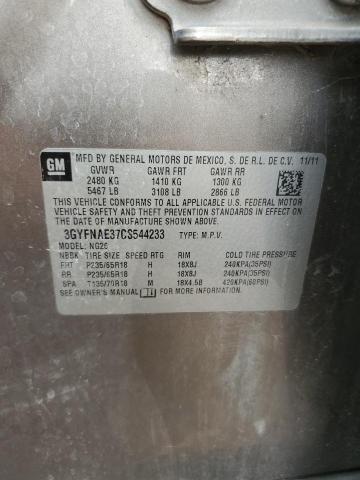 GM
MFD BY GENERAL MOTORS DE MEXICO, S. DE R.L. DE C.V. 11/11
GVWR GAWR FRT GAWR RR
2480 KG 1410 KG 1300 KG
5467 LB 3108 LB 2866 LB
THIS VEHICLE CONFORMS TO ALL APPLICABLE U.S. FEDERAL MOTOR
VEHICLE SAFETY AND THEFT PREVENTION STANDARDS IN
EFFECT ON THE DATE OF MANUFACTURE SHOWN ABOVE.
3GYFNAE37CS544233 TYPE: M.P.V.
MODEL: NG26
NBBK TIRE SIZE SPEED RTG RIM COLD TIRE PRESSURE
FRT P235/65R18 H 18X8J 240KPA(35PSI)
RR P235/65R18 H 18X8J 240KPA(35PSI)
SPA T135/70R18 M 18X4.5B 420KPA(60PSI)
SEE OWNER'S MANUAL FOR ADDITIONAL INFORMATION.